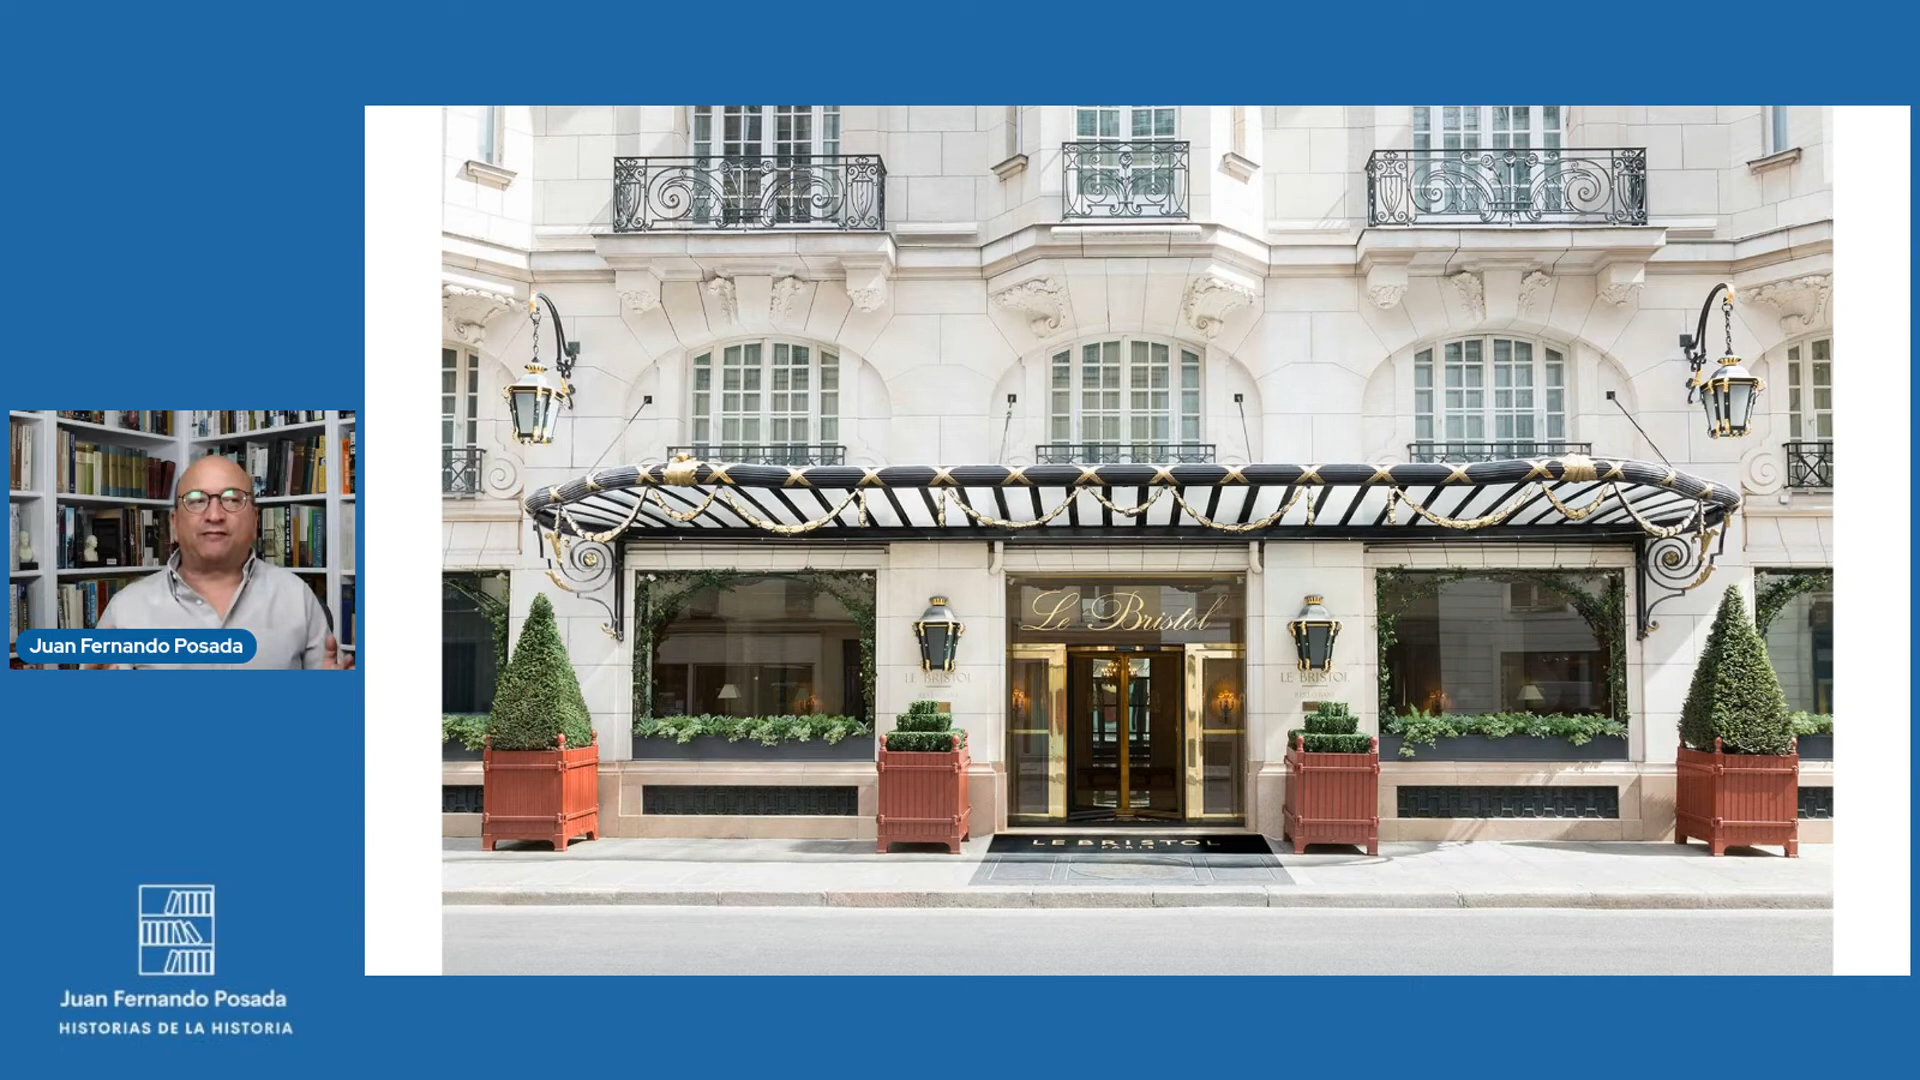 Le Bristol
LE BRISTOL
LE BRISTOL
LE BRISTOL
PARIS
Juan Fernando Posada
Juan Fernando Posada
HISTORIAS DE LA HISTORIA